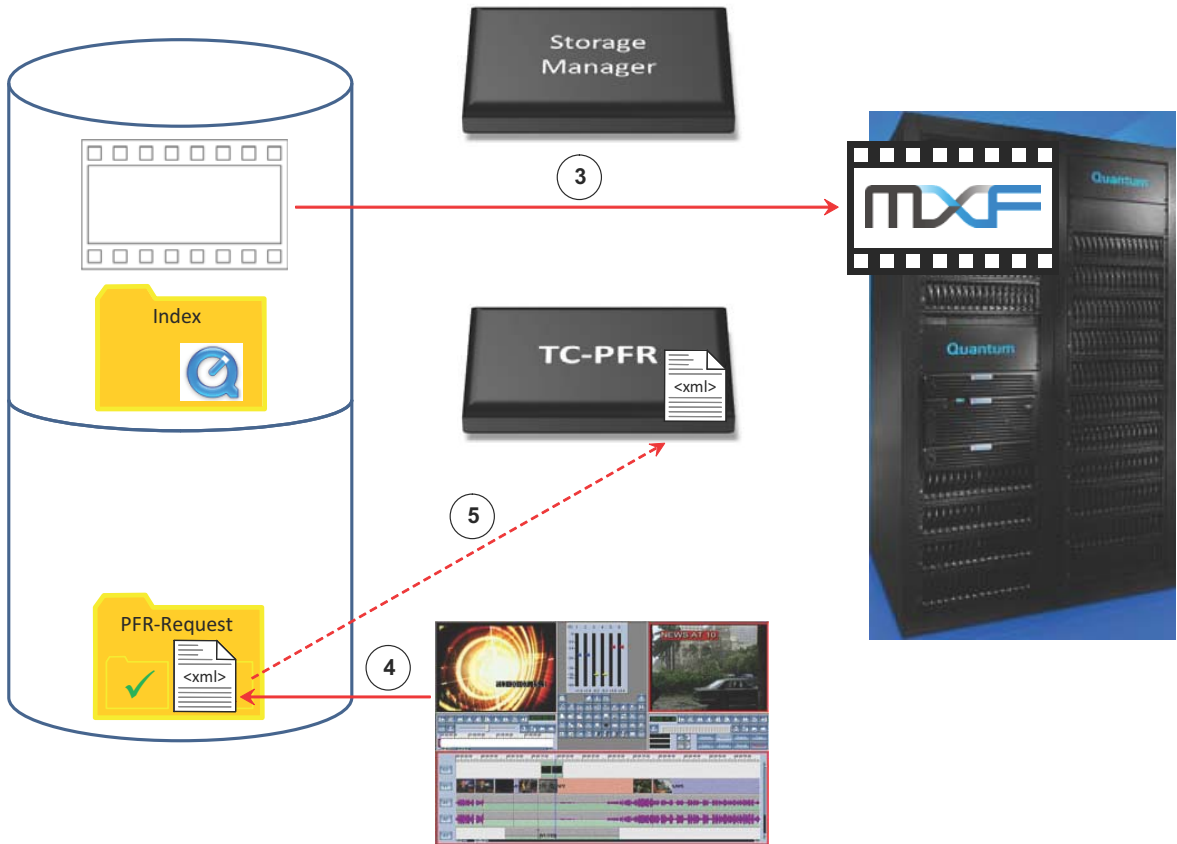 Storage
Manager
3
Quantum
mxf
Index
TC-PFR
<xml>
Quantum
5
PFR-Request
<xml>
4
NEWS AT 10